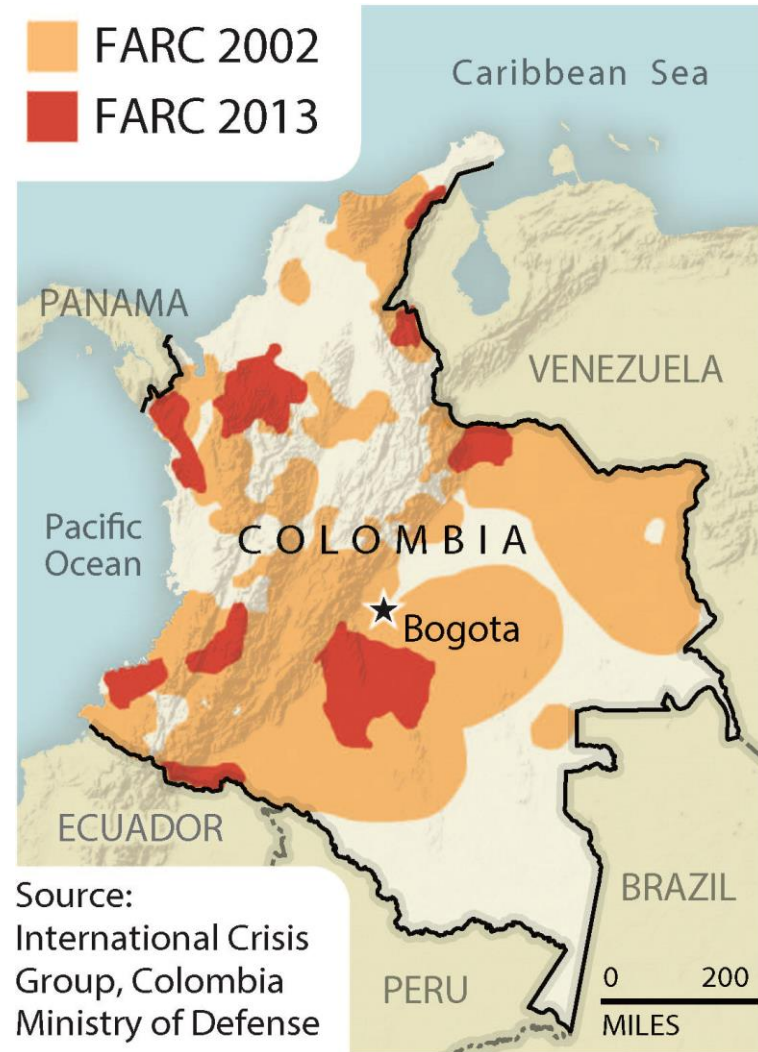 FARC 2002
FARC 2013
Caribbean Sea
PANAMA
VENEZUELA
Pacific
Ocean
COLOMBIA
Bogota
ECUADOR
BRAZIL
PERU
Source:
International Crisis
Group, Colombia
Ministry of Defense
0 200
MILES